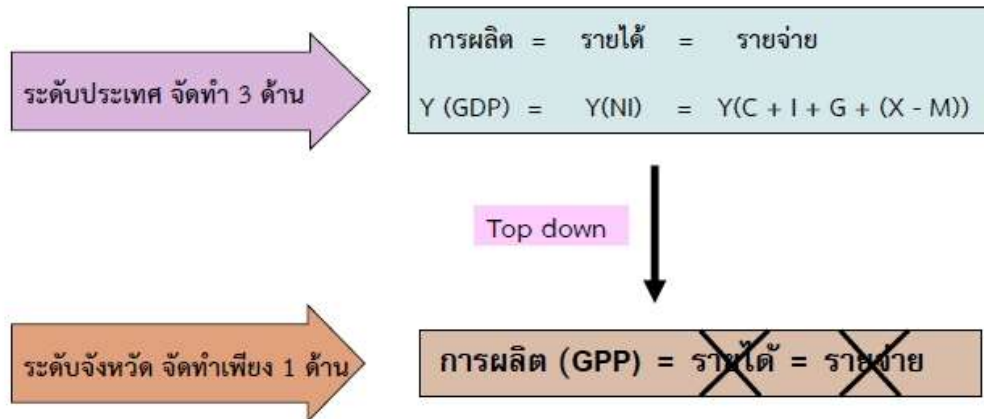 การผลิต = รายได้ = รายจ่าย
ระดับประเทศ จัดทำ 3 ด้าน
Y (GDP) = Y(NI) = Y(C + I + G + (X - M))
Top down
ระดับจังหวัด จัดทำเพียง 1 ด้าน
การผลิต (GPP) = รายได้ = รายจ่าย